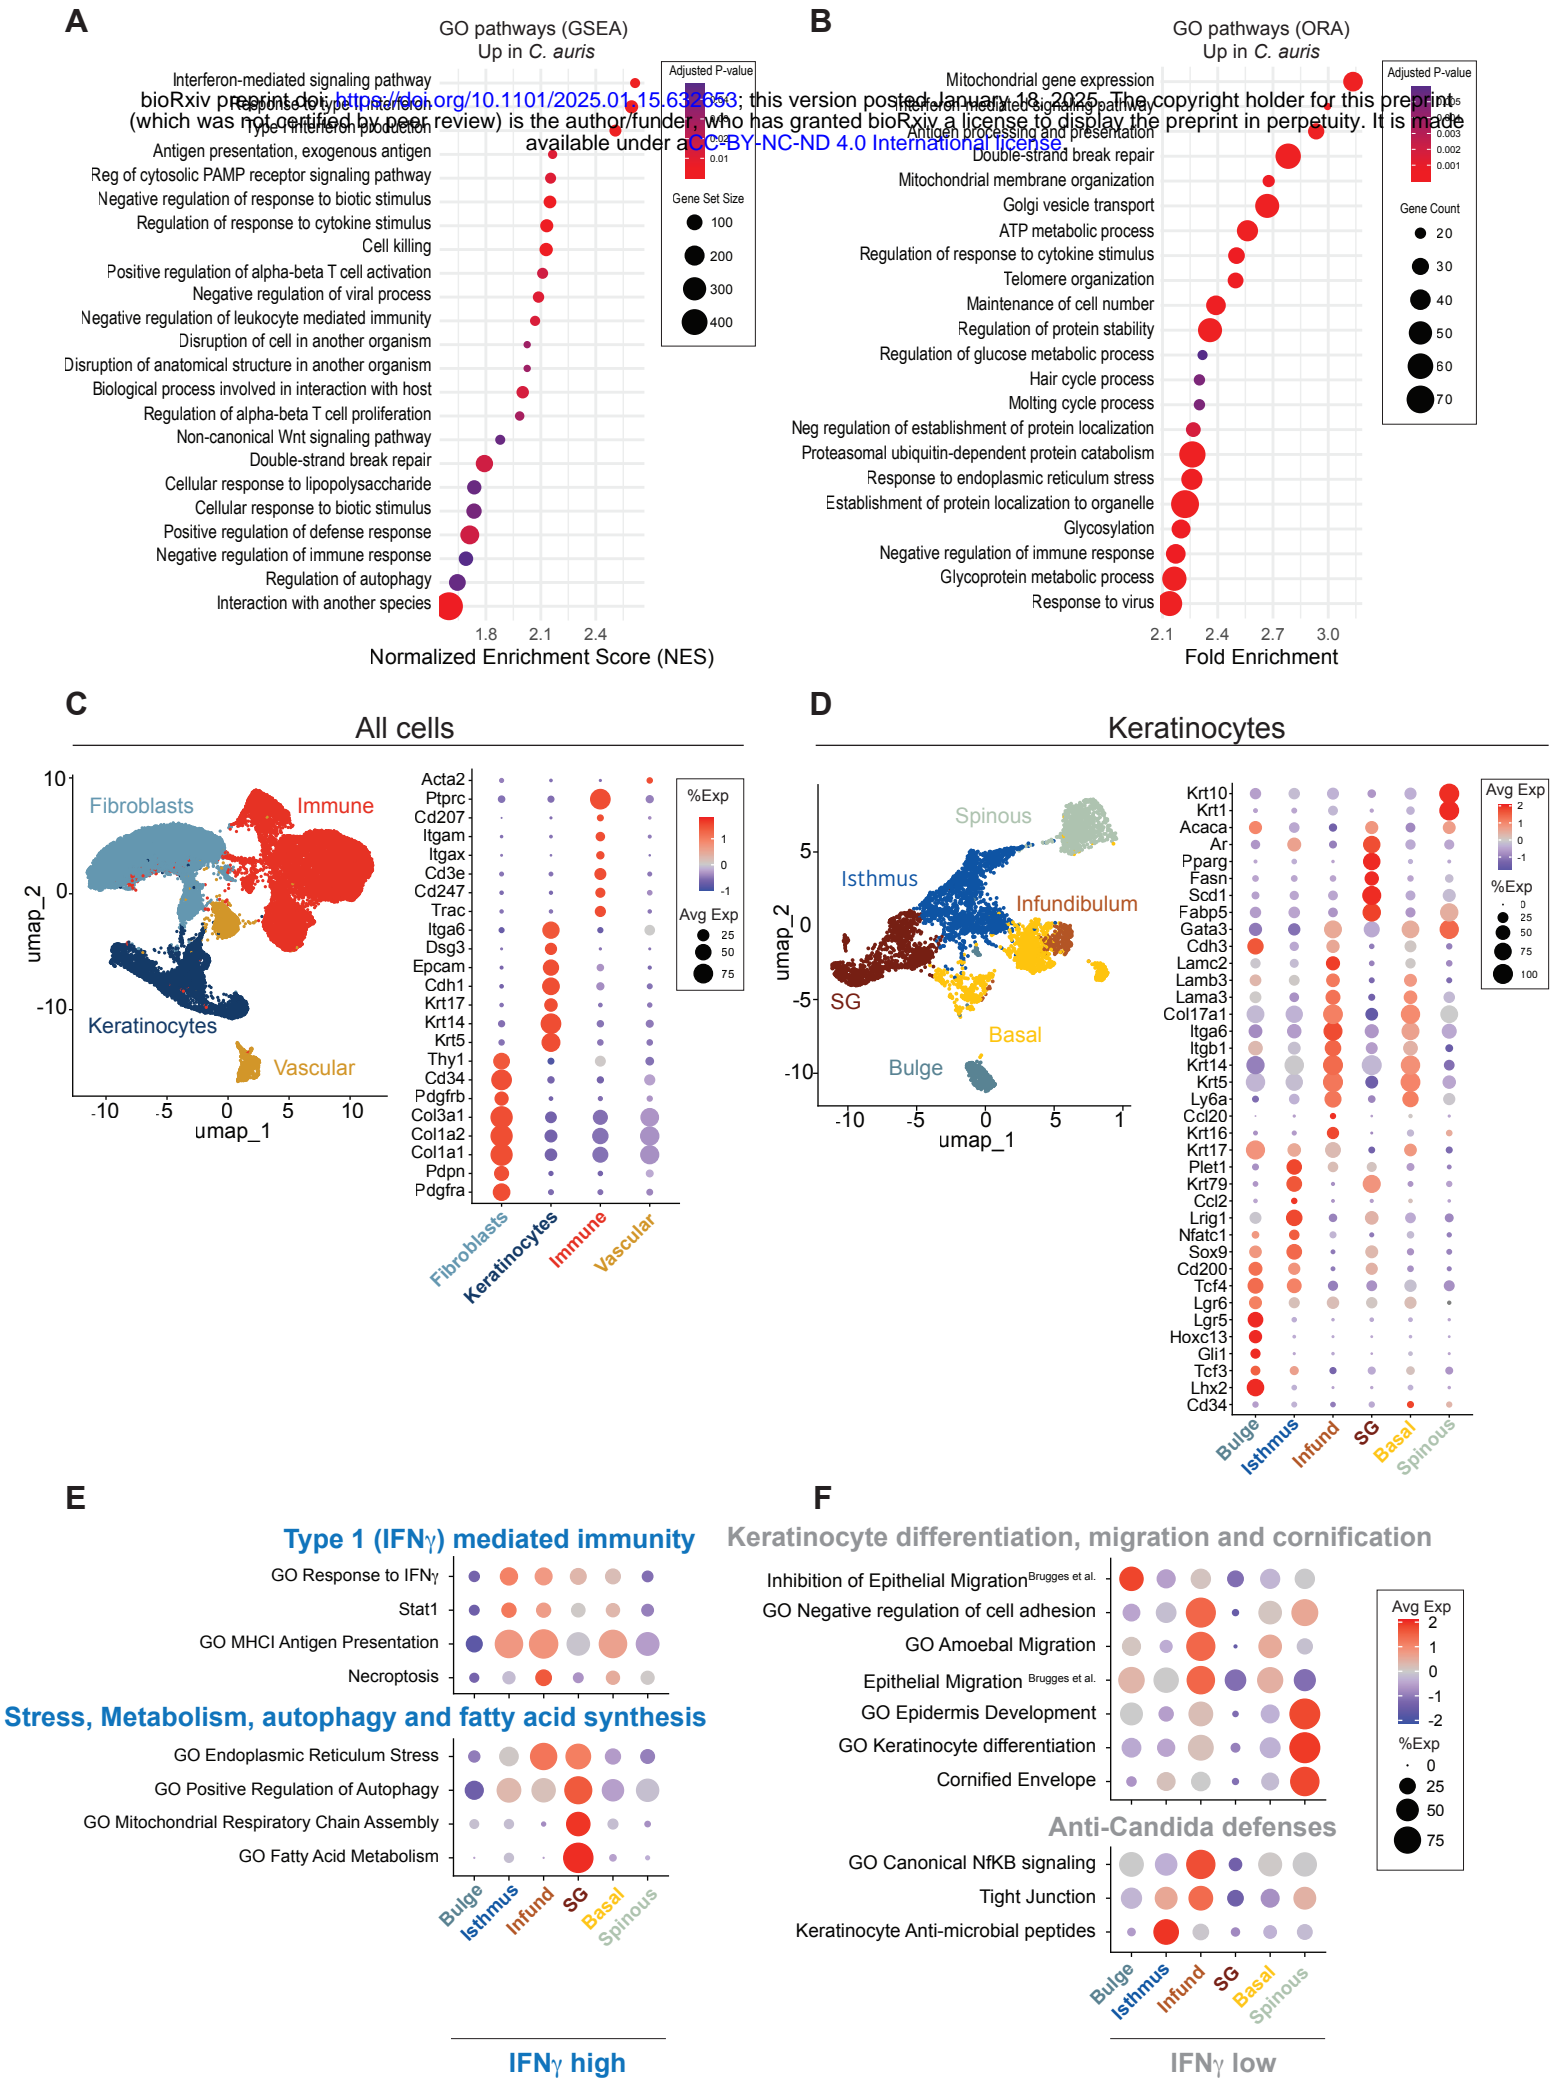 A
GO pathways (GSEA)
Up in C. auris
Interferon-mediated signaling pathway
Response to type I interferon
Type I interferon production
Antigen presentation, exogenous antigen
Reg of cytosolic PAMP receptor signaling pathway
Negative regulation of response to biotic stimulus
Regulation of response to cytokine stimulus
Cell killing
Positive regulation of alpha-beta T cell activation
Negative regulation of viral process
Negative regulation of leukocyte mediated immunity
Disruption of cell in another organism
Disruption of anatomical structure in another organism
Biological process involved in interaction with host
Regulation of alpha-beta T cell proliferation
Non-canonical Wnt signaling pathway
Double-strand break repair
Cellular response to lipopolysaccharide
Cellular response to biotic stimulus
Positive regulation of defense response
Negative regulation of immune response
Regulation of autophagy
Interaction with another species
1.8 2.1 2.4
Normalized Enrichment Score (NES)
Adjusted P-value
0.01
Gene Set Size
100
200
300
400
bioRxiv preprint doi: https://doi.org/10.1101/2025.01.15.632653; this version posted January 18, 2025. The copyright holder for this preprint
(which was not certified by peer review) is the author/funder, who has granted bioRxiv a license to display the preprint in perpetuity. It is made
available under aCC-BY-NC-ND 4.0 International license.
B
GO pathways (ORA)
Up in C. auris
Mitochondrial gene expression
Interferon-mediated signaling pathway
Antigen processing and presentation
Double-strand break repair
Mitochondrial membrane organization
Golgi vesicle transport
ATP metabolic process
Regulation of response to cytokine stimulus
Telomere organization
Maintenance of cell number
Regulation of protein stability
Regulation of glucose metabolic process
Hair cycle process
Molting cycle process
Neg regulation of establishment of protein localization
Proteasomal ubiquitin-dependent protein catabolism
Response to endoplasmic reticulum stress
Establishment of protein localization to organelle
Glycosylation
Negative regulation of immune response
Glycoprotein metabolic process
Response to virus
2.1 2.4 2.7 3.0
Fold Enrichment
Adjusted P-value
0.005
0.003
0.002
0.001
Gene Count
20
30
40
50
60
70
C
All cells
10
0
-10
umap_2
Fibroblasts
Immune
Keratinocytes
Vascular
-10 -5 0 5 10
umap_1
Acta2
Ptprc
Cd207
Itgam
Itgax
Cd3e
Cd247
Trac
Itga6
Dsg3
Epcam
Cdh1
Krt17
Krt14
Krt5
Thy1
Cd34
Pdgfrb
Col3a1
Col1a2
Col1a1
Pdpn
Pdgfra
Fibroblasts
Keratinocytes
Immune
Vascular
%Exp
1
0
-1
Avg Exp
25
50
75
D
Keratinocytes
5
0
-5
-10
umap_2
Spinous
Isthmus
Infundibulum
SG
Basal
Bulge
-10 -5 0 5 1
umap_1
Krt10
Krt1
Acaca
Ar
Pparg
Fasn
Scd1
Fabp5
Gata3
Cdh3
Lamc2
Lamb3
Lama3
Col17a1
Itga6
Itgb1
Krt14
Krt5
Ly6a
Ccl20
Krt16
Krt17
Plet1
Krt79
Ccl2
Lrig1
Nfatc1
Sox9
Cd200
Tcf4
Lgr6
Lgr5
Hoxc13
Gli1
Tcf3
Lhx2
Cd34
Bulge
Isthmus
Infund
SG
Basal
Spinous
Avg Exp
2
1
0
-1
%Exp
0
25
50
75
100
E
Type 1 (IFNγ) mediated immunity
GO Response to IFNγ
Stat1
GO MHCI Antigen Presentation
Necroptosis
Stress, Metabolism, autophagy and fatty acid synthesis
GO Endoplasmic Reticulum Stress
GO Positive Regulation of Autophagy
GO Mitochondrial Respiratory Chain Assembly
GO Fatty Acid Metabolism
Bulge
Isthmus
Infund
SG
Basal
Spinous
IFNγ high
F
Keratinocyte differentiation, migration and cornification
Inhibition of Epithelial Migration Brugges et al.
GO Negative regulation of cell adhesion
GO Amoebal Migration
Epithelial Migration Brugges et al.
GO Epidermis Development
GO Keratinocyte differentiation
Cornified Envelope
Anti-Candida defenses
GO Canonical NfKB signaling
Tight Junction
Keratinocyte Anti-microbial peptides
Bulge
Isthmus
Infund
SG
Basal
Spinous
IFNγ low
Avg Exp
2
1
0
-1
-2
%Exp
0
25
50
75